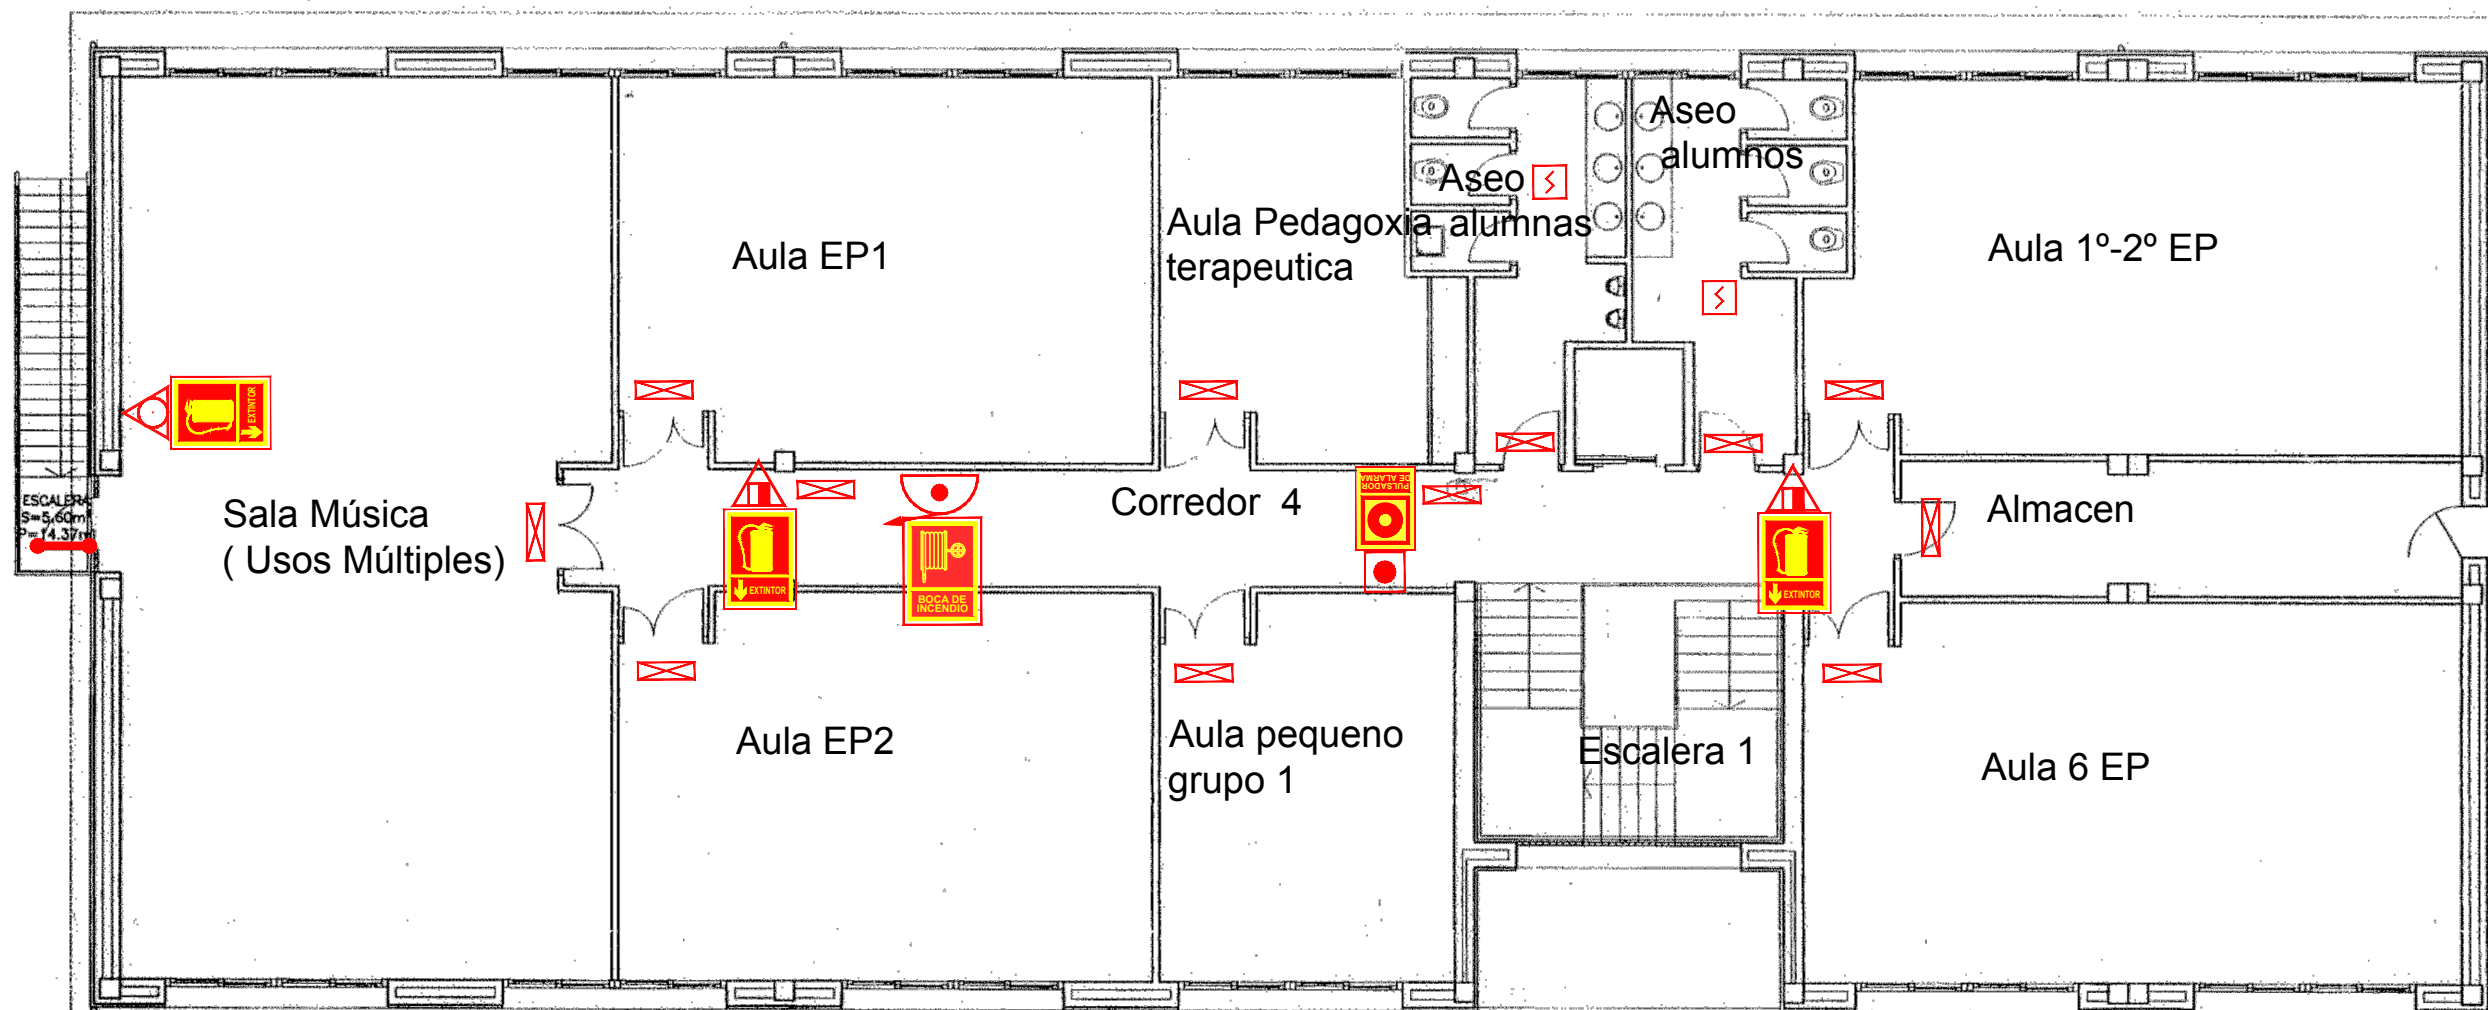 Aseo
alumnos
Aseo
alumnas
Aula Pedagoxia
terapeutica
Aula EP1
Aula 1º-2º EP
EXTINTOR
ESCALERA
S=5.60m²
Sala Música
( Usos Múltiples)
Corredor 4
PULSADOR
DE ALARMA
Almacen
EXTINTOR
BOCA DE
INCENDIO
EXTINTOR
Aula EP2
Aula pequeno
grupo 1
Escalera 1
Aula 6 EP